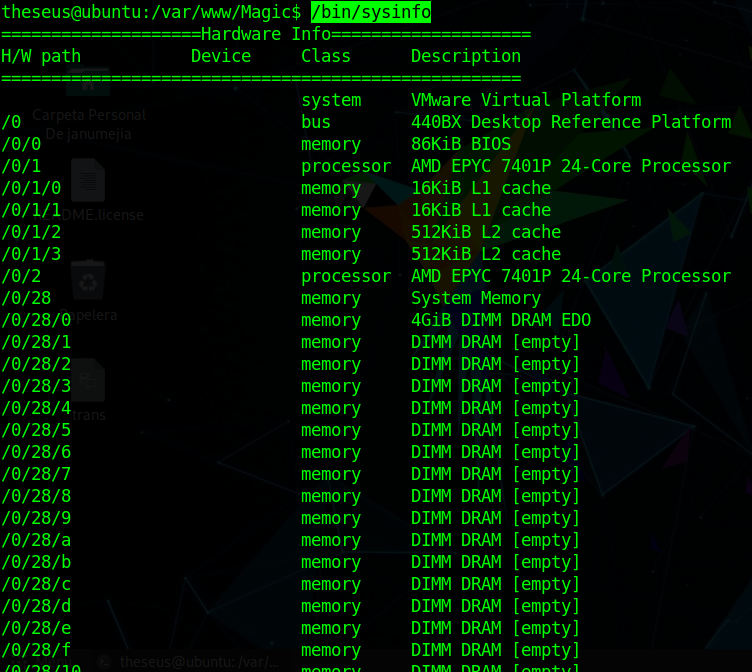 theseus@ubuntu:/var/www/Magic$ /bin/sysinfo
====================Hardware Info====================
H/W path           Device     Class      Description
====================================================
                              system     VMware Virtual Platform
/0                            bus        440BX Desktop Reference Platform
/0/0                          memory     86KiB BIOS
/0/1                          processor  AMD EPYC 7401P 24-Core Processor
/0/1/0                        memory     16KiB L1 cache
/0/1/1                        memory     16KiB L1 cache
/0/1/2                        memory     512KiB L2 cache
/0/1/3                        memory     512KiB L2 cache
/0/2                          processor  AMD EPYC 7401P 24-Core Processor
/0/28                         memory     System Memory
/0/28/0                       memory     4GiB DIMM DRAM EDO
/0/28/1                       memory     DIMM DRAM [empty]
/0/28/2                       memory     DIMM DRAM [empty]
/0/28/3                       memory     DIMM DRAM [empty]
/0/28/4                       memory     DIMM DRAM [empty]
/0/28/5                       memory     DIMM DRAM [empty]
/0/28/6                       memory     DIMM DRAM [empty]
/0/28/7                       memory     DIMM DRAM [empty]
/0/28/8                       memory     DIMM DRAM [empty]
/0/28/9                       memory     DIMM DRAM [empty]
/0/28/a                       memory     DIMM DRAM [empty]
/0/28/b                       memory     DIMM DRAM [empty]
/0/28/c                       memory     DIMM DRAM [empty]
/0/28/d                       memory     DIMM DRAM [empty]
/0/28/e                       memory     DIMM DRAM [empty]
/0/28/f                       memory     DIMM DRAM [empty]
/0/28/10                      memory     DIMM DRAM [empty]
Carpeta Personal
De janumejia
DME.license
apelera
trans
theseus@ubuntu: /var/...